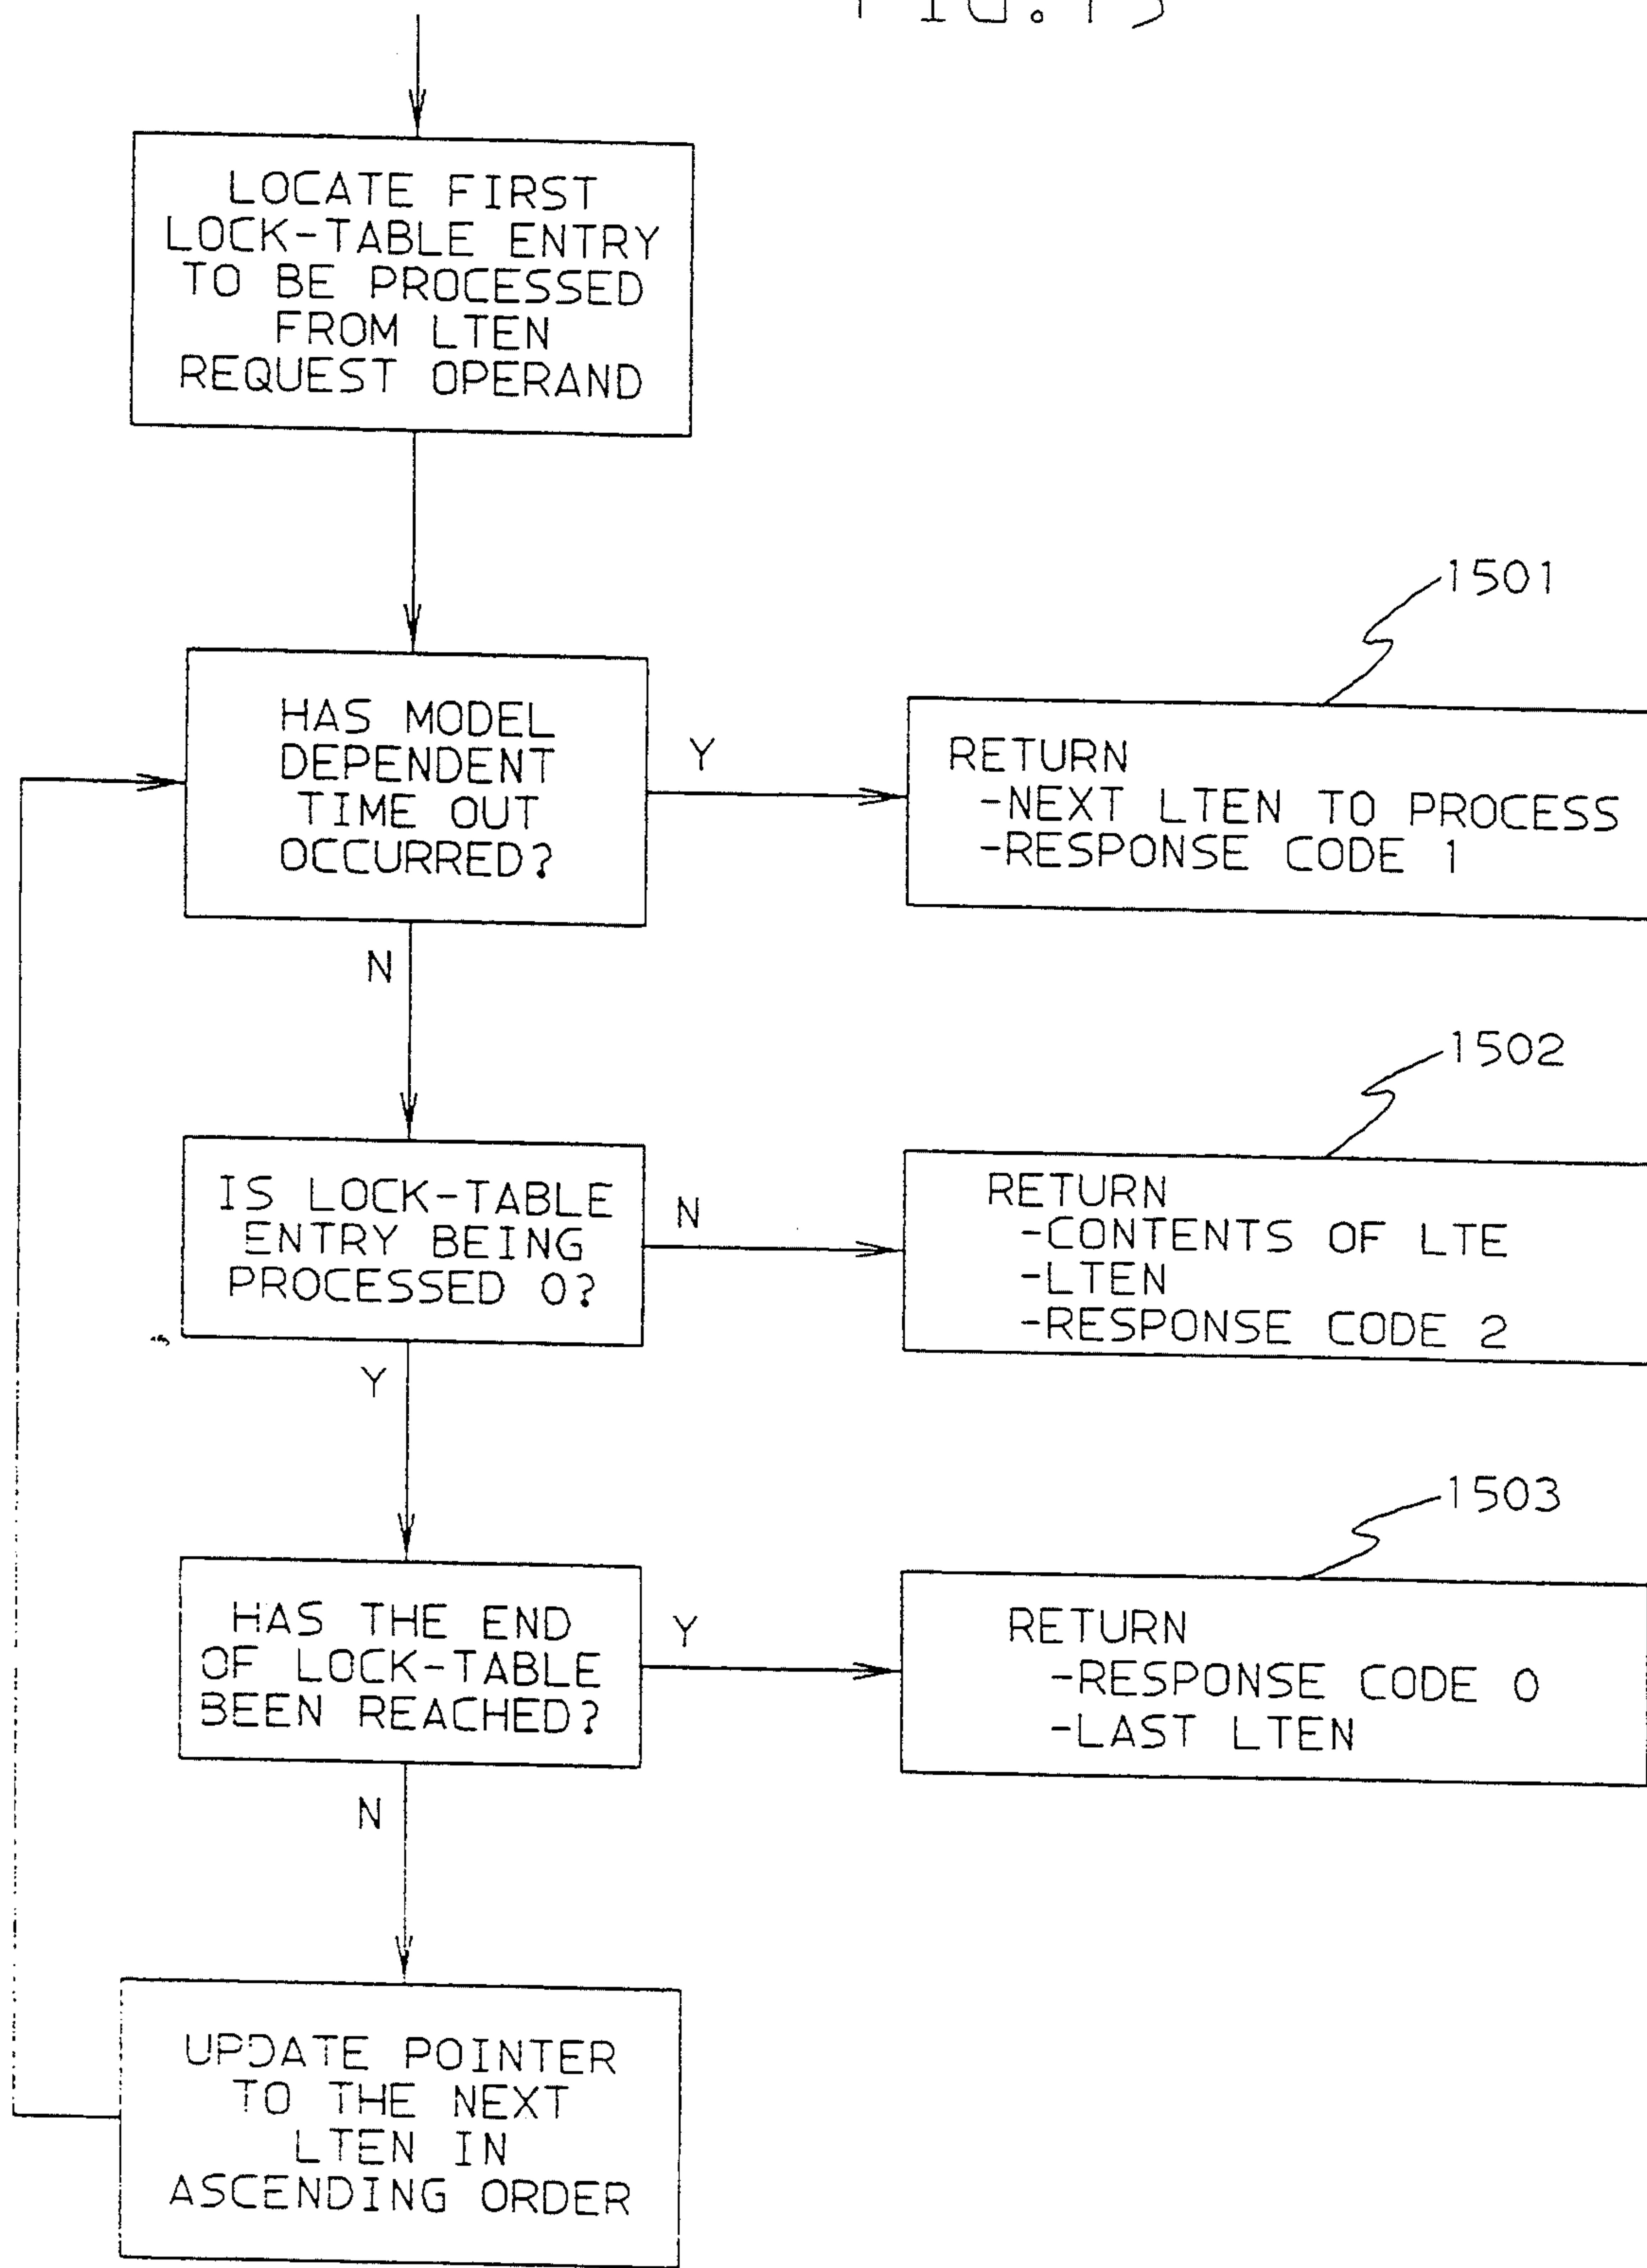 FIG.15
LOCATE FIRST
LOCK-TABLE ENTRY
TO BE PROCESSED
FROM LTEN
REQUEST OPERAND
1501
HAS MODEL
DEPENDENT
TIME OUT
OCCURRED?
Y
RETURN
-NEXT LTEN TO PROCESS
-RESPONSE CODE 1
N
1502
IS LOCK-TABLE
ENTRY BEING
PROCESSED 0?
N
RETURN
-CONTENTS OF LTE
-LTEN
-RESPONSE CODE 2
Y
1503
HAS THE END
OF LOCK-TABLE
BEEN REACHED?
Y
RETURN
-RESPONSE CODE 0
-LAST LTEN
N
UPDATE POINTER
TO THE NEXT
LTEN IN
ASCENDING ORDER